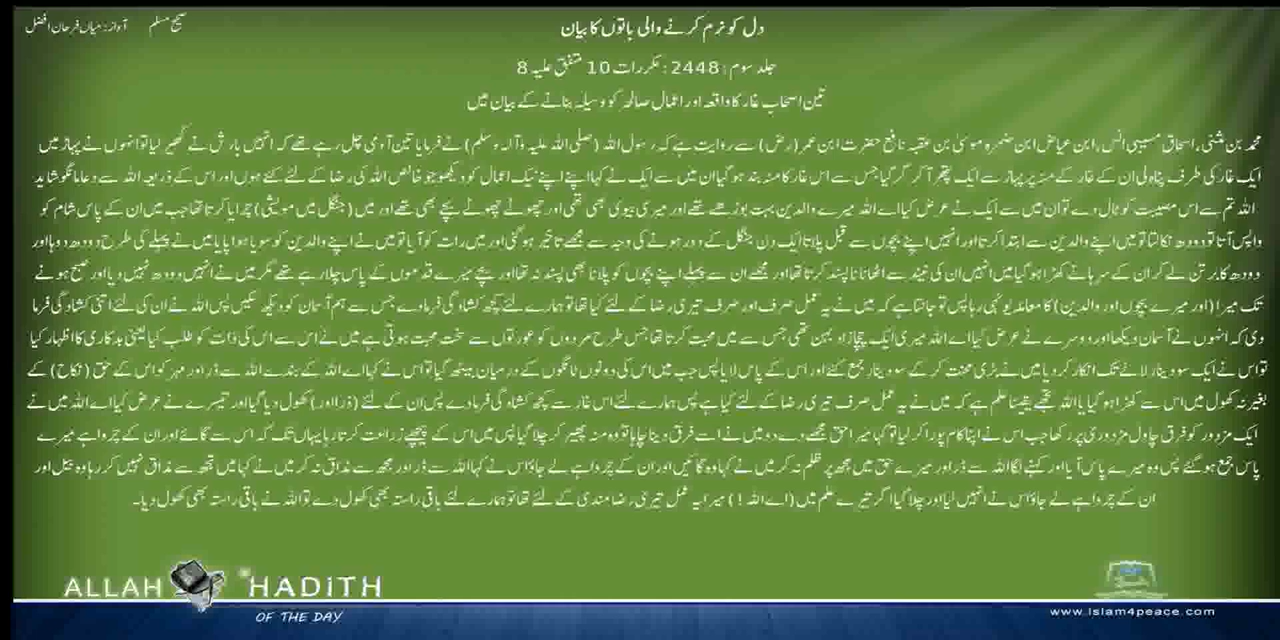 صحیح مسلم آواز: میاں فرحان افضل
دل کو نرم کرنے والی باتوں کا بیان
جلد سوم : 2448 : مکررات 10 متفق علیہ 8
تین اصحاب غار کا واقعہ اور اعمال صالحہ کو وسیلہ بنانے کے بیان میں
محمد بن مثنی، اسحاق مسیبی انس، ابن عیاض ابن ضمرہ موسیٰ بن عقبہ نافع حضرت ابن عمر (رض) سے روایت ہے کہ رسول اللہ (صلی اللہ علیہ وآلہ وسلم) نے فرمایا تین آدمی چل رہے تھے کہ انہیں بارش نے گھیر لیا تو انہوں نے پہاڑ میں
ایک غار کی طرف پناہ لی ان کے غار کے منہ پر پہاڑ سے ایک پتھر آ کر گر گیا جس سے اس غار کا منہ بند ہو گیا ان میں سے ایک نے کہا اپنے اپنے نیک اعمال کو دیکھو جو خالص اللہ کی رضا کے لئے کئے ہوں اور اس کے ذریعہ اللہ سے دعا مانگو شاید
اللہ تم سے اس مصیبت کو ٹال دے تو ان میں سے ایک نے عرض کیا اے اللہ میرے والدین بہت بوڑھے تھے اور میری بیوی بھی تھی اور چھوٹے چھوٹے بچے بھی تھے اور میں (جنگل میں مویشی) چرایا کرتا تھا جب میں ان کے پاس شام کو
واپس آتا تو دودھ نکالتا تو میں اپنے والدین سے ابتدا کرتا اور انہیں اپنے بچوں سے قبل پلاتا ایک دن جنگل کے دور ہونے کی وجہ سے مجھے تاخیر ہو گئی اور میں رات کو آیا تو میں نے اپنے والدین کو سویا ہوا پایا میں نے پہلے کی طرح دودھ دوہا اور
دودھ کا برتن لے کر ان کے سرہانے کھڑا ہو گیا میں انہیں ان کی نیند سے اٹھانا ناپسند کرتا تھا اور مجھے ان سے پہلے اپنے بچوں کو پلانا بھی پسند نہ تھا اور بچے میرے قدموں کے پاس چلا رہے تھے مگر میں نے انہیں دودھ نہیں دیا اور صبح ہونے
تک میرا (اور میرے بچوں اور والدین) کا معاملہ یونہی رہا پس تو جانتا ہے کہ میں نے یہ عمل صرف اور صرف تیری رضا کے لئے کیا تھا تو ہمارے لئے کچھ کشادگی فرما دے جس سے ہم آسمان کو دیکھ سکیں پس اللہ نے ان کی لئے اتنی کشادگی فرما
دی کہ انہوں نے آسمان دیکھا اور دوسرے نے عرض کیا اے اللہ میری ایک چچازاد بہن تھی جس سے میں محبت کرتا تھا جس طرح مردوں کو عورتوں سے سخت محبت ہوتی ہے میں نے اس سے اس کی ذات کو طلب کیا یعنی بدکاری کا اظہار کیا
تو اس نے ایک سو دینار لانے تک انکار کر دیا میں نے بڑی محنت کر کے سو دینار جمع کئے اور اس کے پاس لایا پس جب میں اس کی دونوں ٹانگوں کے درمیان بیٹھ گیا تو اس نے کہا اے اللہ کے بندے اللہ سے ڈر اور مہر کو اس کے حق (نکاح) کے
بغیر نہ کھول میں اس سے کھڑا ہو گیا یا اللہ تجھے یقینا علم ہے کہ میں نے یہ عمل صرف تیری رضا کے لئے کیا ہے پس ہمارے لئے اس غار سے کچھ کشادگی فرما دے پس ان کے لئے (ذرا اور) کھول دیا گیا اور تیسرے نے عرض کیا اے اللہ میں نے
ایک مزدور کو فرق چاول مزدوری پر رکھا جب اس نے اپنا کام پورا کر لیا تو کہا میرا حق مجھے دے دو میں نے اسے فرق دینا چاہا تو وہ منہ پھیر کر چلا گیا پس میں اس کے پیچھے زراعت کرتا رہا یہاں تک کہ اس سے گائے اور ان کے چرواہے میرے
پاس جمع ہو گئے پس وہ میرے پاس آیا اور کہنے لگا اللہ سے ڈر اور میرے حق میں مجھ پر ظلم نہ کر میں نے کہا وہ گائیں اور ان کے چرواہے لے جاؤ اس نے کہا اللہ سے ڈر اور مجھ سے مذاق نہ کر میں نے کہا میں تجھ سے مذاق نہیں کر رہا وہ بیل اور
ان کے چرواہے لے جاؤ اس نے انہیں لیا اور چلا گیا اگر تیرے علم میں (اے اللہ !) میرا یہ عمل تیری رضا مندی کے لئے تھا تو ہمارے لئے باقی راستہ بھی کھول دے تو اللہ نے باقی راستہ بھی کھول دیا۔
ALLAH HADITH
OF THE DAY
www.Islam4peace.com